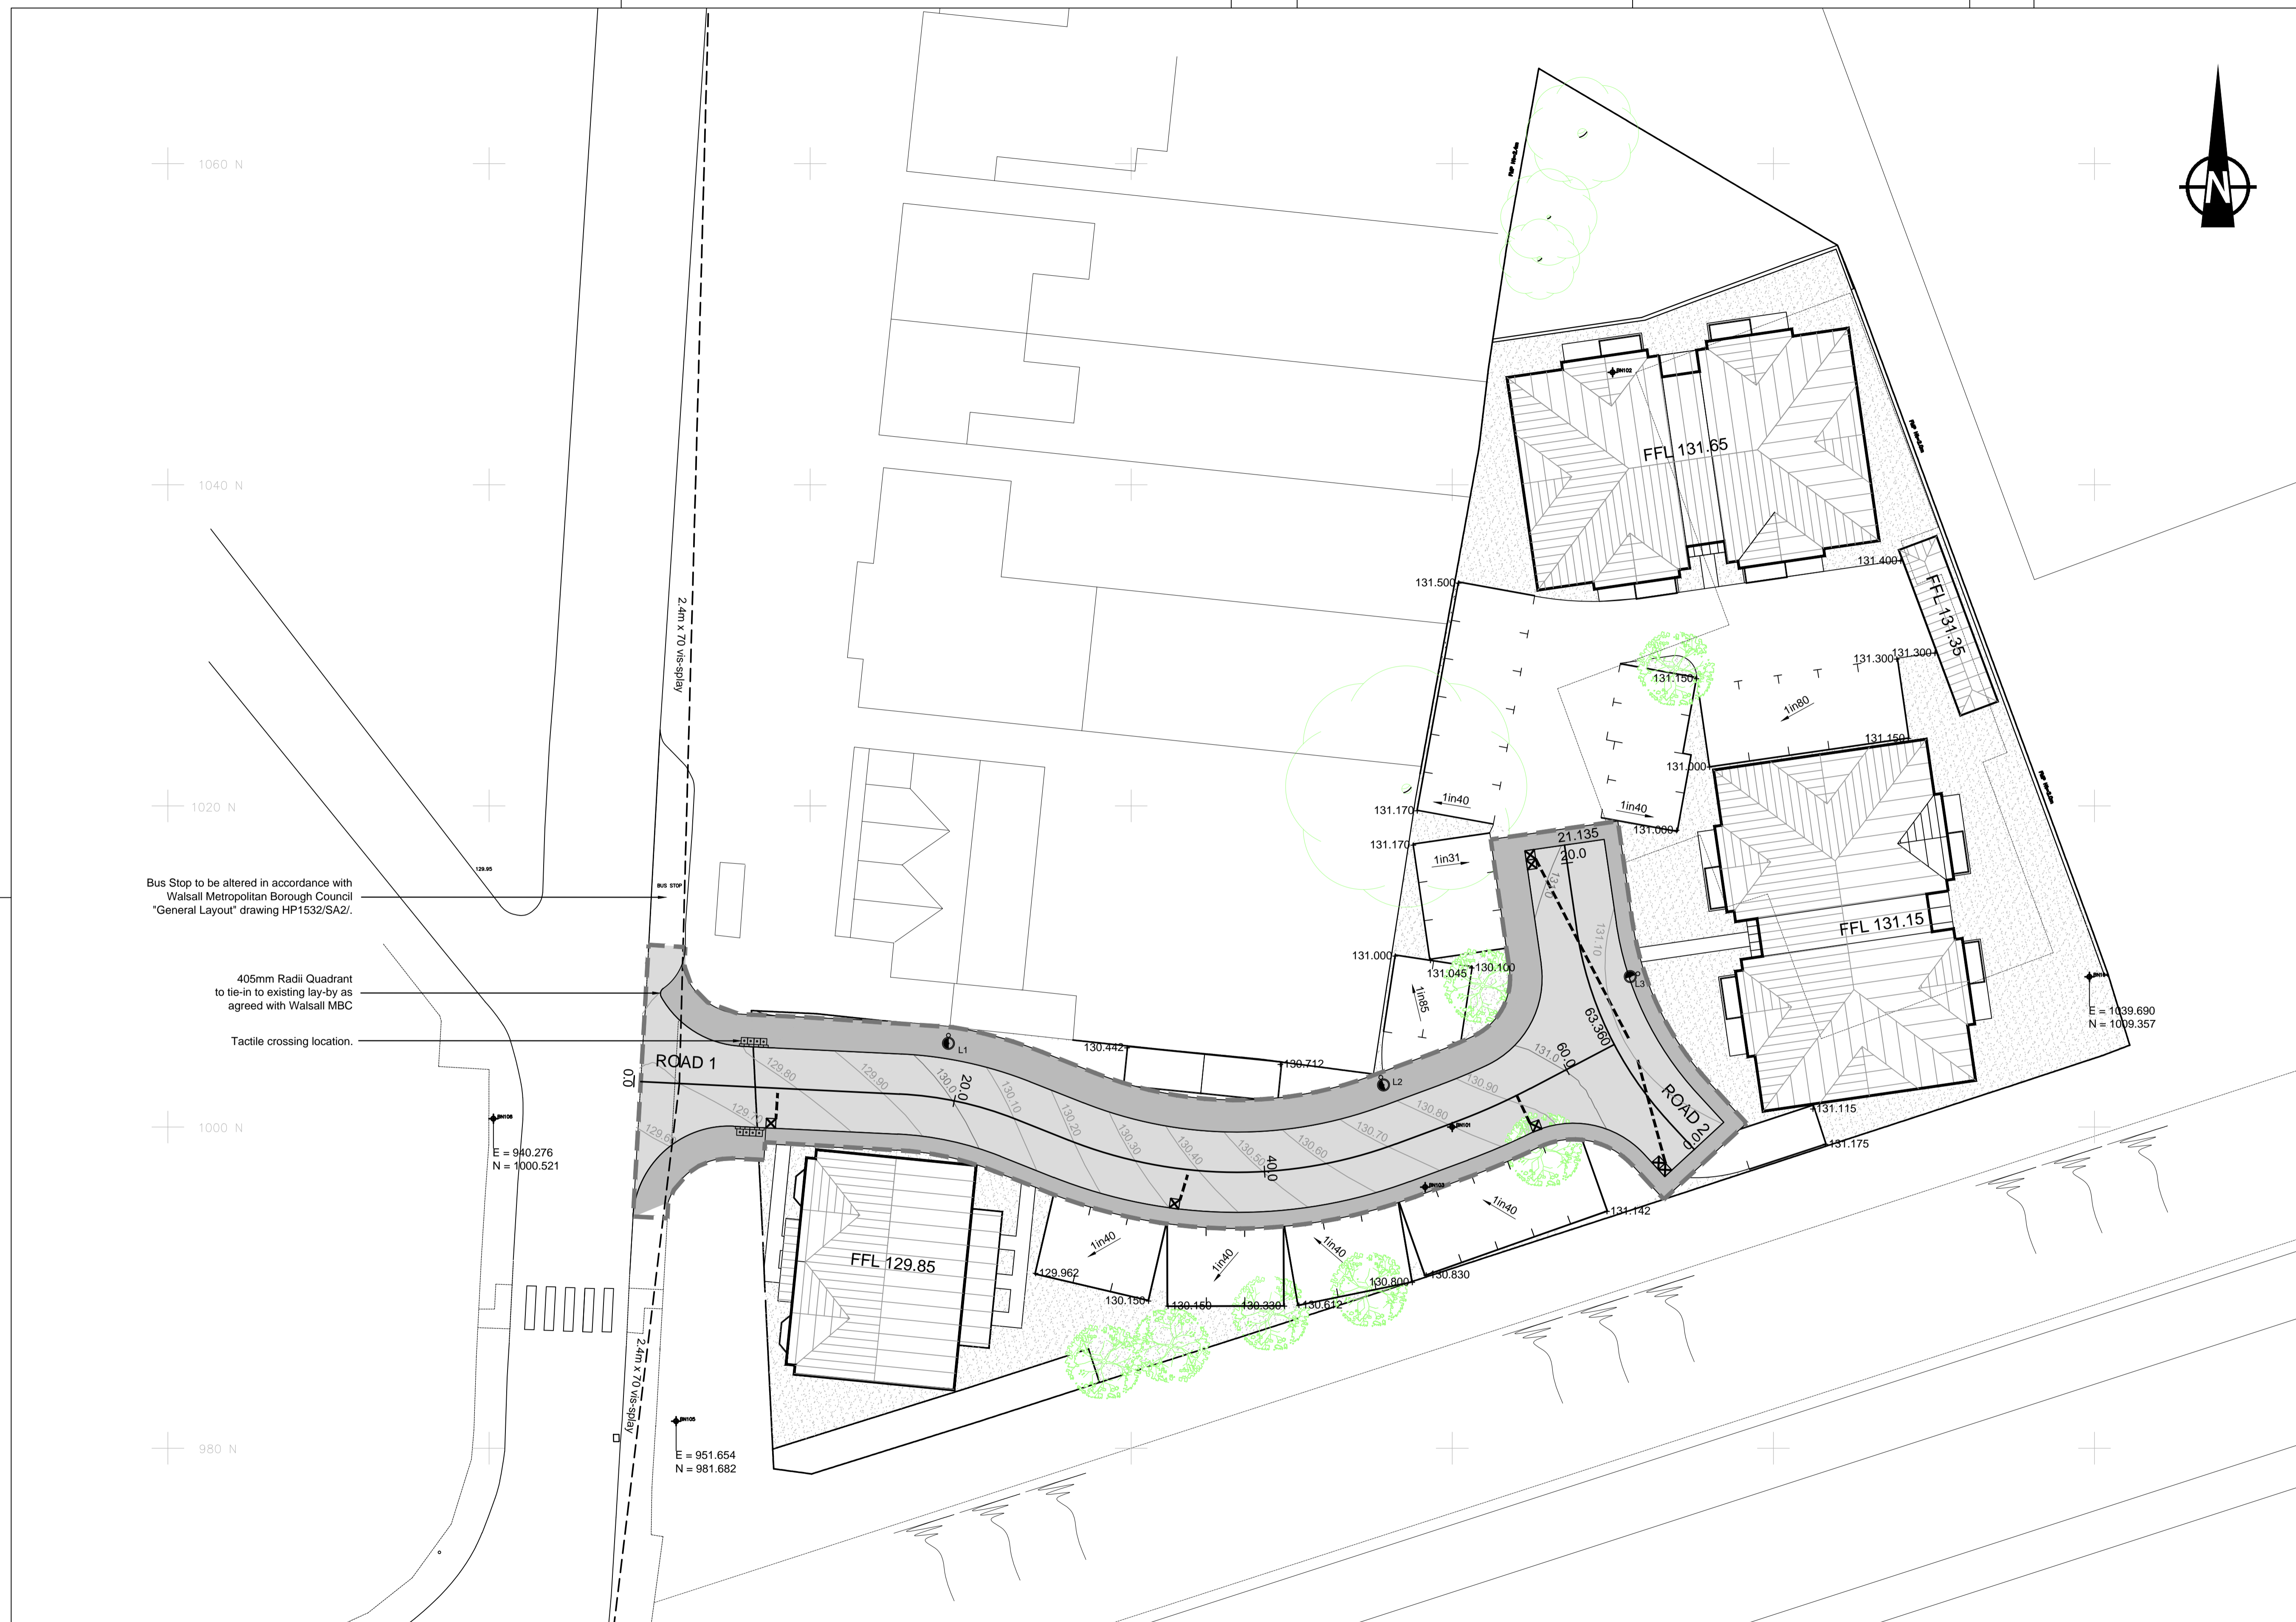 N
1060 N
1040 N
1020 N
1000 N
980 N
2.4m x 70 vis-splay
BN102
FFL 131.65
131.500
131.400
FFL 131.35
131.300
131.300
131.150
1in80
131.150
131.000
1in40
131.170
1in40
131.000
131.170
1in31
21.135
20.0
131.0
131.10
FFL 131.15
129.95
Bus Stop to be altered in accordance with
Walsall Metropolitan Borough Council
"General Layout" drawing HP1532/SA2/.
BUS STOP
405mm Radii Quadrant
to tie-in to existing lay-by as
agreed with Walsall MBC
Tactile crossing location.
131.000
131.045
130.100
1in85
L3
E = 1039.690
N = 1009.357
ROAD 1
0.0
L1
130.442
130.712
L2
63.360
60.0
131.0
ROAD 2
0.0
129.80
129.90
20.0
130.10
130.20
130.30
130.40
130.50
130.60
130.70
130.80
130.90
129.70
40.0
BN101
BN103
BN106
E = 940.276
N = 1000.521
131.115
131.175
131.142
1in40
1in40
1in40
1in40
FFL 129.85
129.962
130.150
130.150
130.330
130.612
130.800
130.830
2.4m x 70 vis-splay
BN105
E = 951.654
N = 981.682